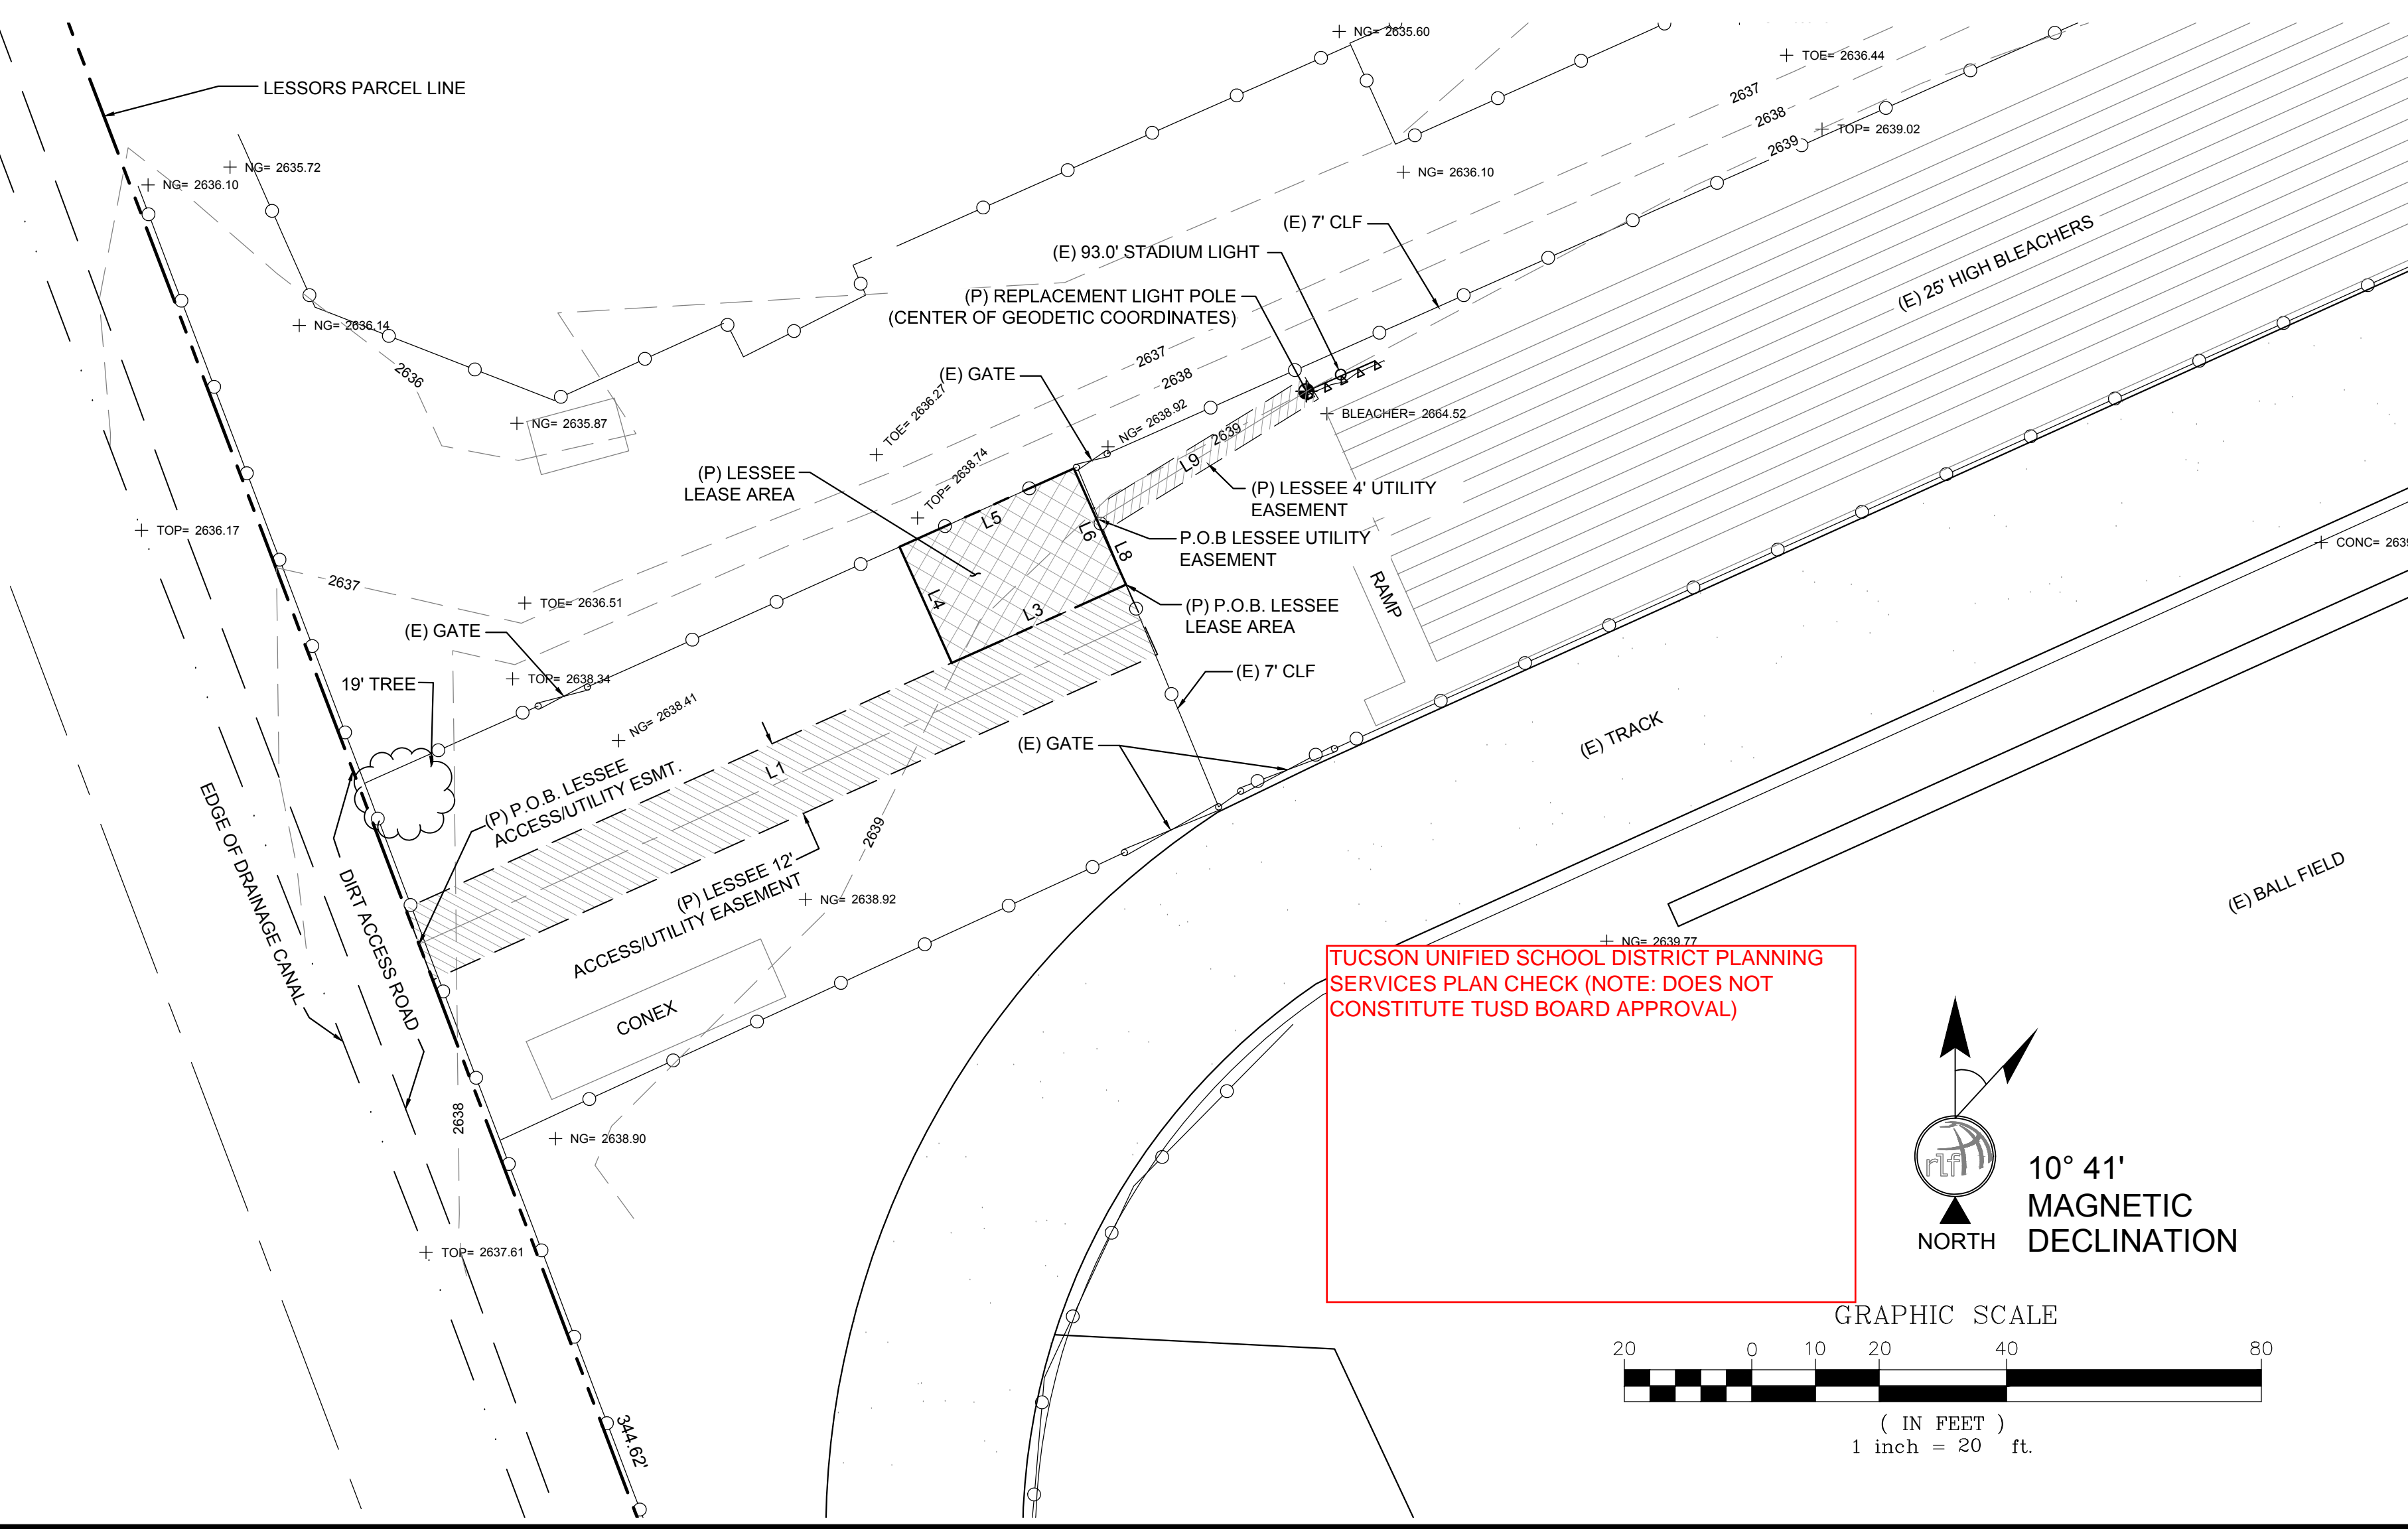 NG= 2635.60
TOE= 2636.44
LESSORS PARCEL LINE
2637
2638
TOP= 2639.02
2639
NG= 2635.72
NG= 2636.10
NG= 2636.10
(E) 7' CLF
(E) 93.0' STADIUM LIGHT
(E) 25' HIGH BLEACHERS
(P) REPLACEMENT LIGHT POLE
(CENTER OF GEODETIC COORDINATES)
NG= 2636.14
2636
2637
2638
(E) GATE
TOE= 2636.27
NG= 2638.92
BLEACHER= 2664.52
NG= 2635.87
2639
L9
(P) LESSEE
LEASE AREA
TOP= 2638.74
(P) LESSEE 4' UTILITY
EASEMENT
L5
L6
L8
P.O.B LESSEE UTILITY
EASEMENT
TOP= 2636.17
CONC= 2639
2637
TOE= 2636.51
L4
L3
RAMP
(P) P.O.B. LESSEE
LEASE AREA
(E) GATE
TOP= 2638.34
19' TREE
(E) 7' CLF
NG= 2638.41
(E) TRACK
(E) GATE
L1
(P) P.O.B. LESSEE
ACCESS/UTILITY ESMT.
2639
EDGE OF DRAINAGE CANAL
DIRT ACCESS ROAD
(P) LESSEE 12'
ACCESS/UTILITY EASEMENT
NG= 2638.92
(E) BALL FIELD
NG= 2639.77
TUCSON UNIFIED SCHOOL DISTRICT PLANNING
SERVICES PLAN CHECK (NOTE: DOES NOT
CONSTITUTE TUSD BOARD APPROVAL)
CONEX
2638
NG= 2638.90
rlf
NORTH
10° 41'
MAGNETIC
DECLINATION
TOP= 2637.61
344.62'
GRAPHIC SCALE
20 0 10 20 40 80
( IN FEET )
1 inch = 20 ft.